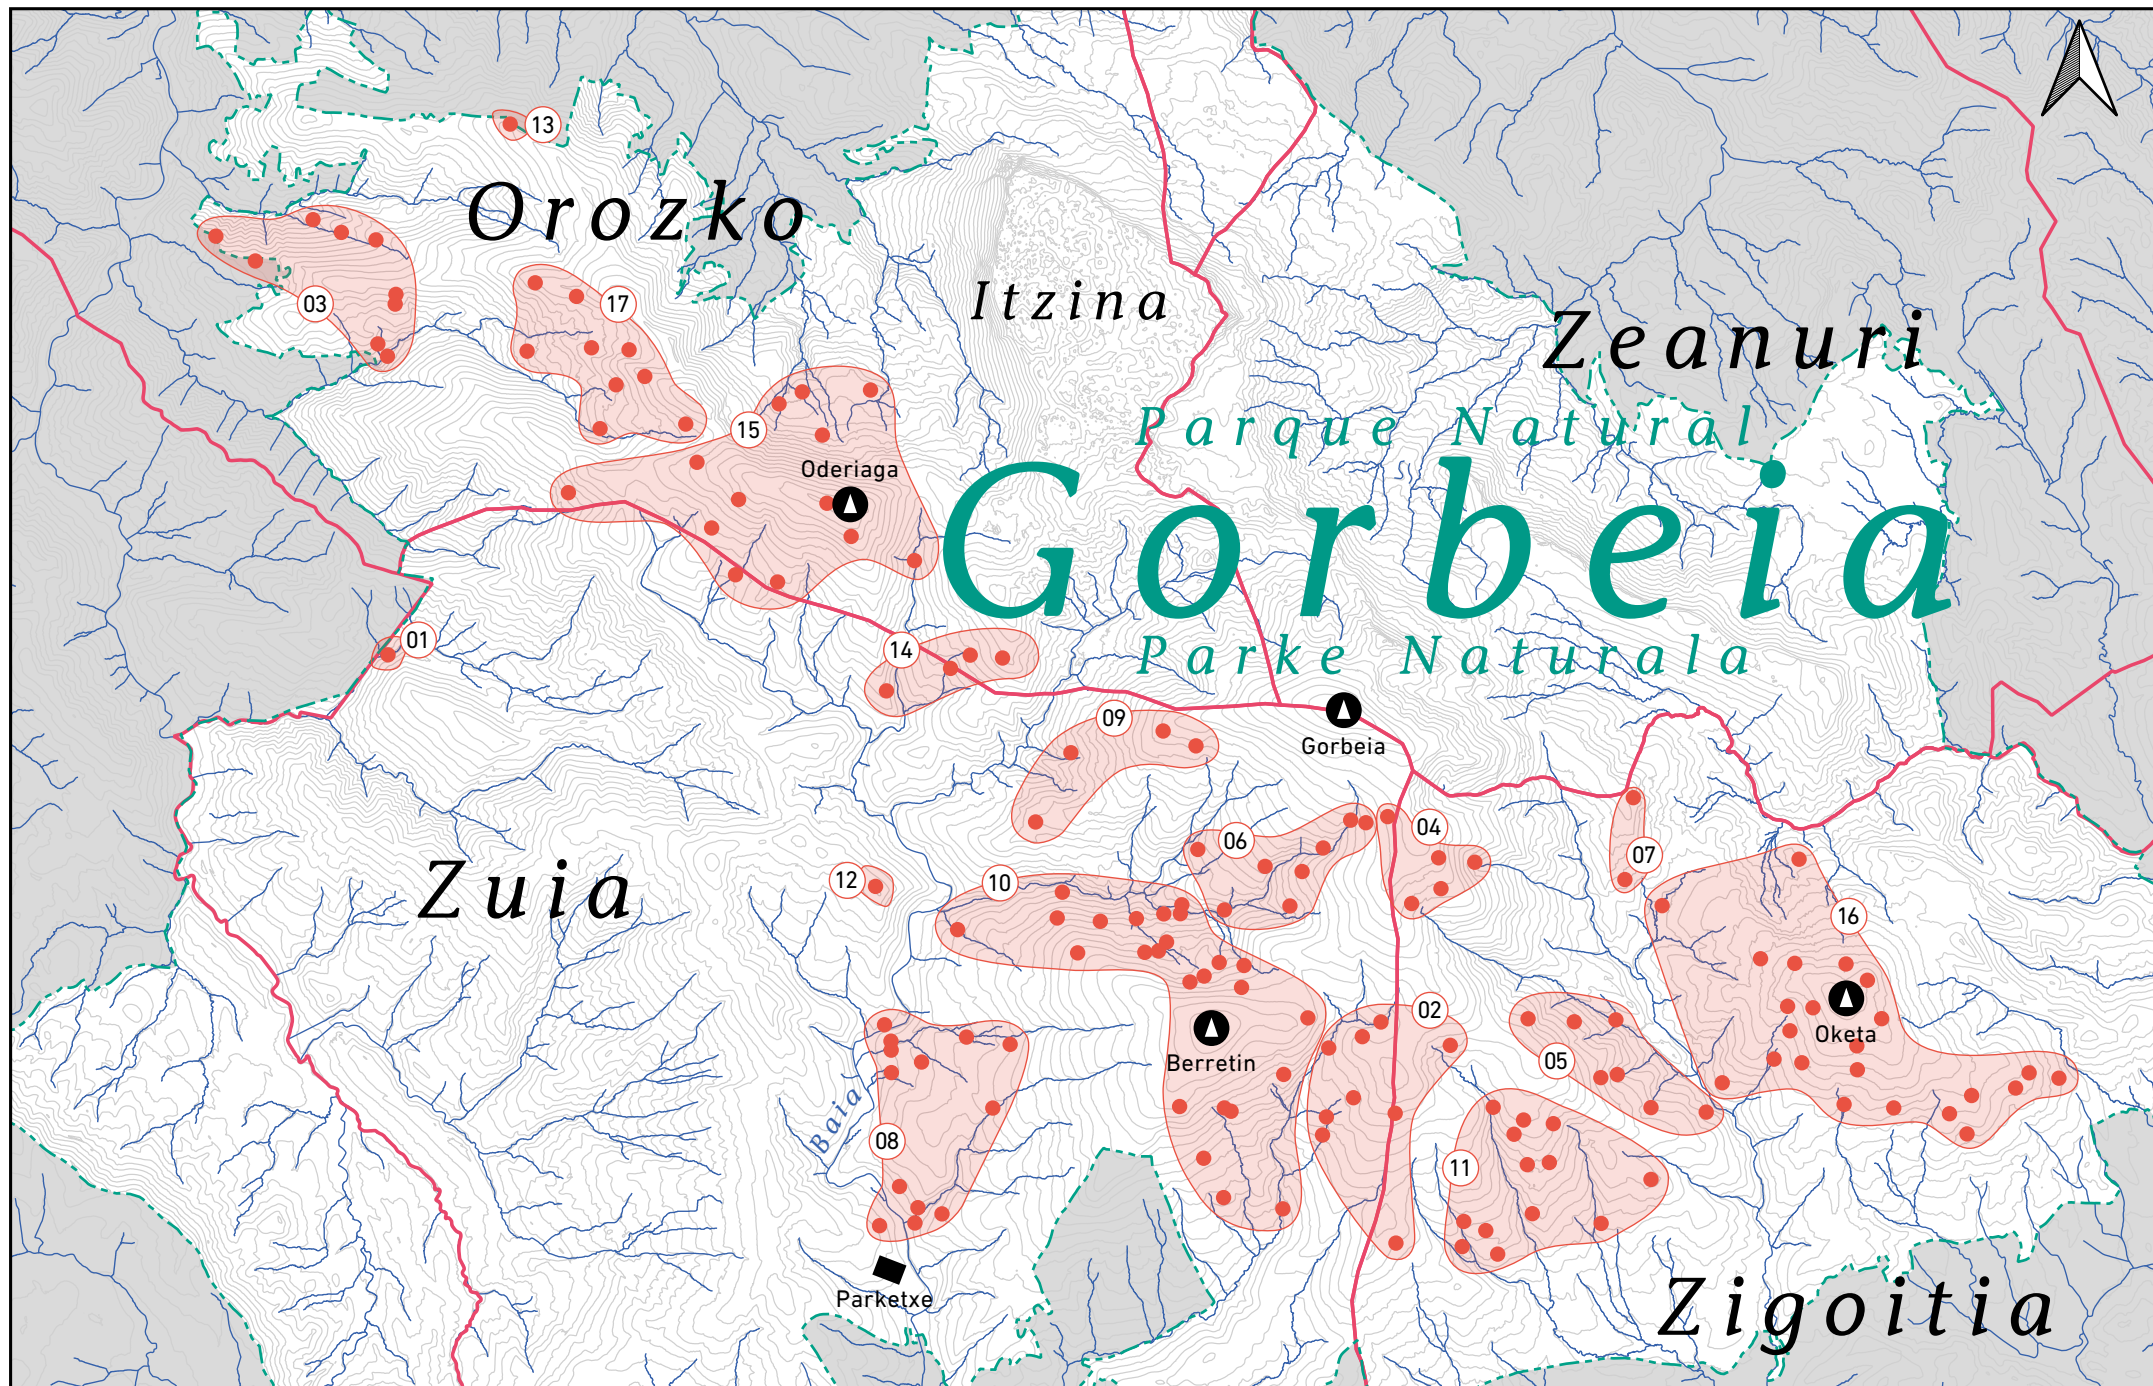 13
Orozko
03
17
Itzina
Zeanuri
15
Parque Natural
Oderiaga
Gorbeia
01
14
Parke Naturala
09
Gorbeia
06
04
07
12
10
Zuia
16
02
Oketa
Berretin
05
Baia
08
11
Parketxe
Zigoitia